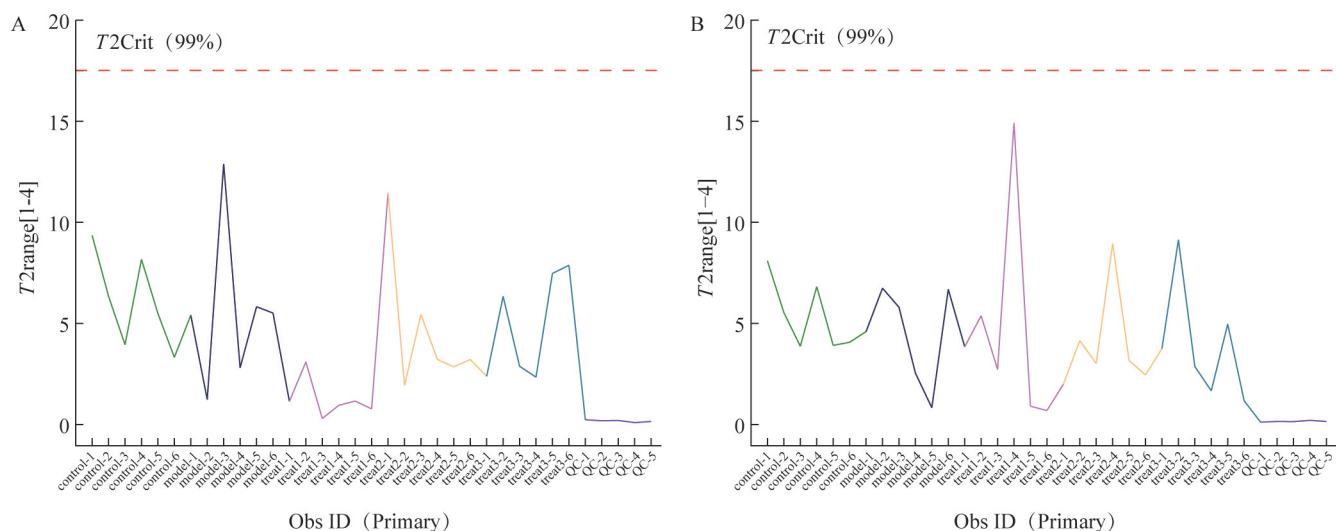 A
T2Crit（99%）
20
15
10
5
0
T2range[1-4]
control-1
control-2
control-3
control-4
control-5
control-6
model-1
model-2
model-3
model-4
model-5
model-6
treat1-1
treat1-2
treat1-3
treat1-4
treat1-5
treat1-6
treat2-1
treat2-2
treat2-3
treat2-4
treat2-5
treat2-6
treat3-1
treat3-2
treat3-3
treat3-4
treat3-5
treat3-6
QC-1
QC-2
QC-3
QC-4
QC-5
Obs ID（Primary）
B
T2Crit（99%）
20
15
10
5
0
T2range[1−4]
control-1
control-2
control-3
control-4
control-5
control-6
model-1
model-2
model-3
model-4
model-5
model-6
treat1-1
treat1-2
treat1-3
treat1-4
treat1-5
treat1-6
treat2-1
treat2-2
treat2-3
treat2-4
treat2-5
treat2-6
treat3-1
treat3-2
treat3-3
treat3-4
treat3-5
treat3-6
QC-1
QC-2
QC-3
QC-4
QC-5
Obs ID（Primary）